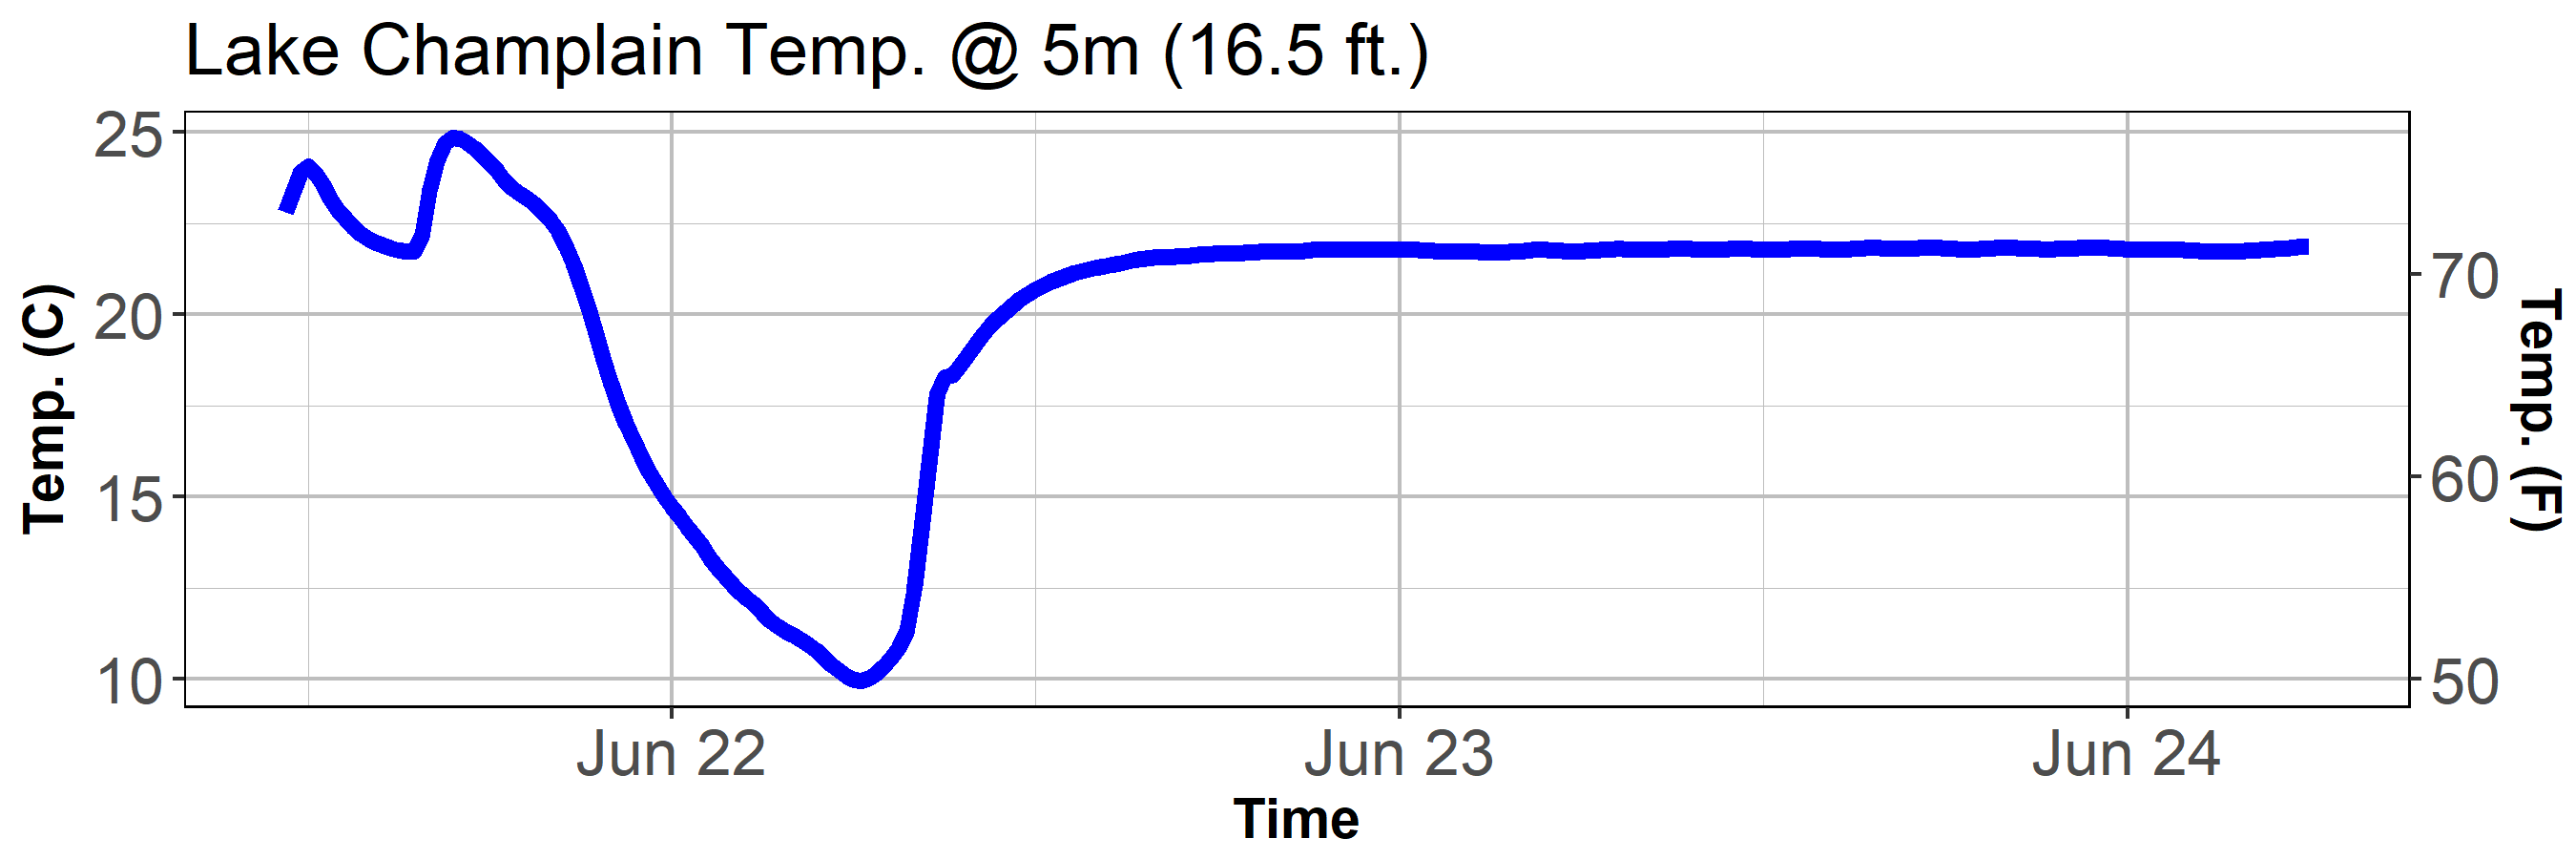 Lake Champlain Temp. @ 5m (16.5 ft.)
25
20
15
10
Temp. (C)
70
60
50
Temp. (F)
Jun 22
Jun 23
Jun 24
Time